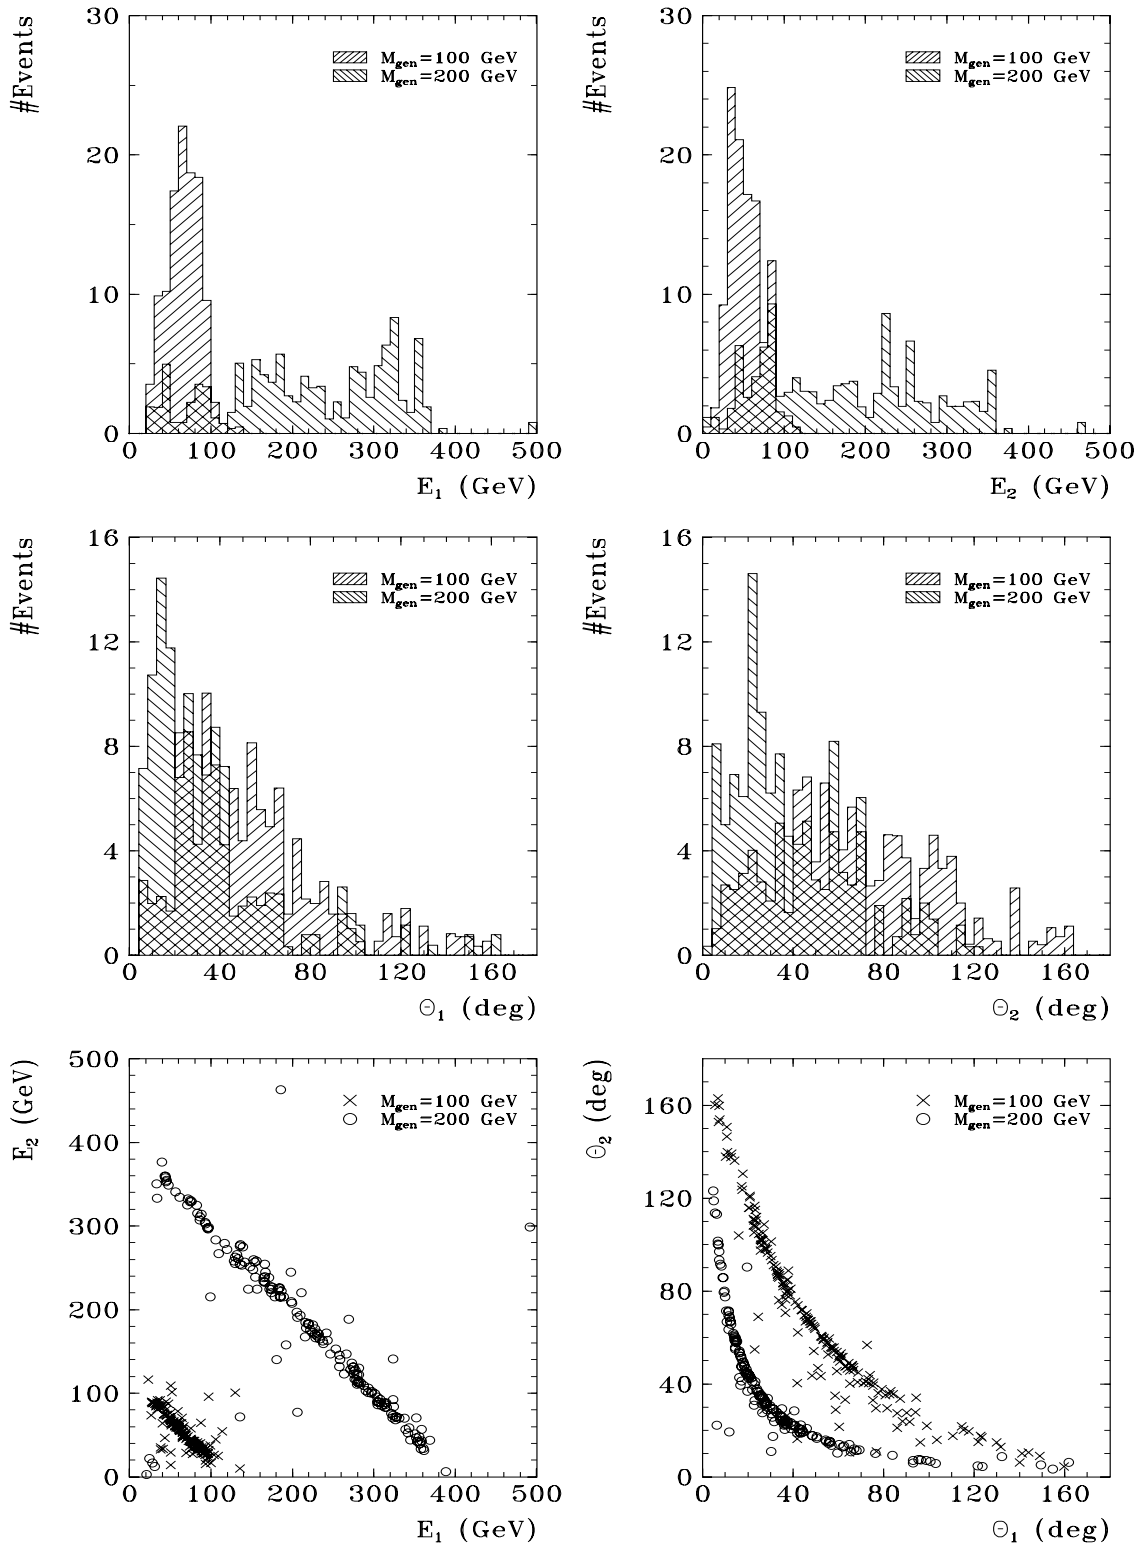 #Events
30
20
10
0
M_gen=100 GeV
M_gen=200 GeV
0 100 200 300 400 500
E_1 (GeV)
#Events
30
20
10
0
M_gen=100 GeV
M_gen=200 GeV
0 100 200 300 400 500
E_2 (GeV)
#Events
16
12
8
4
0
M_gen=100 GeV
M_gen=200 GeV
0 40 80 120 160
Θ_1 (deg)
#Events
16
12
8
4
0
M_gen=100 GeV
M_gen=200 GeV
0 40 80 120 160
Θ_2 (deg)
E_2 (GeV)
500
400
300
200
100
0
M_gen=100 GeV
M_gen=200 GeV
0 100 200 300 400 500
E_1 (GeV)
Θ_2 (deg)
160
120
80
40
0
M_gen=100 GeV
M_gen=200 GeV
0 40 80 120 160
Θ_1 (deg)